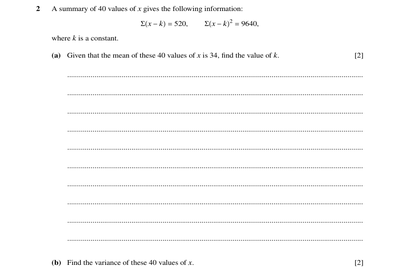 2 A summary of 40 values of x gives the following information:
Σ(x − k) = 520, Σ(x − k)² = 9640,
where k is a constant.
(a) Given that the mean of these 40 values of x is 34, find the value of k. [2]
(b) Find the variance of these 40 values of x. [2]